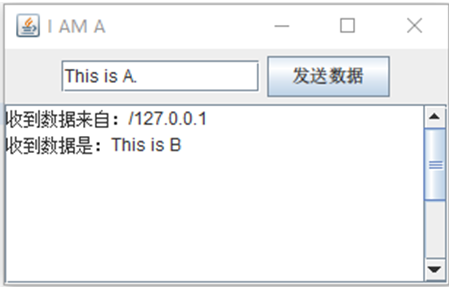 I AM A
This is A.
发送数据
收到数据来自：/127.0.0.1
收到数据是：This is B